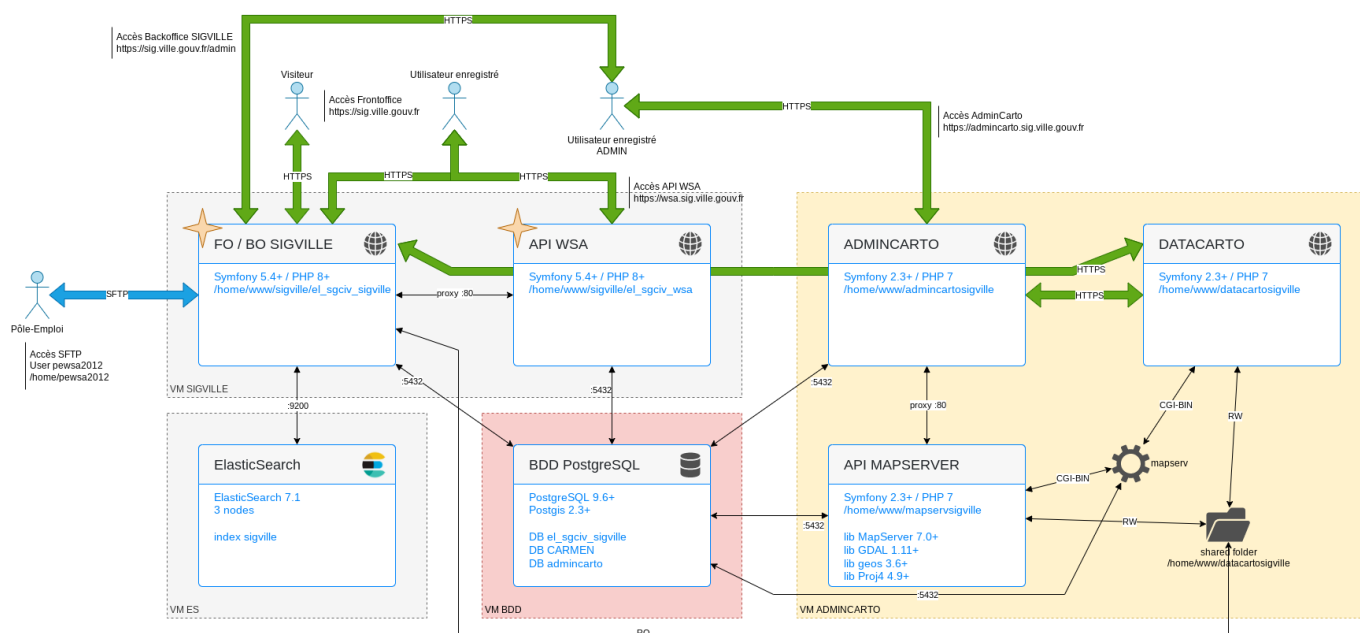 HTTPS
Accès Backoffice SIGVILLE
https://sig.ville.gouv.fr/admin
Visiteur
Utilisateur enregistré
Accès Frontoffice
https://sig.ville.gouv.fr
HTTPS
Utilisateur enregistré
ADMIN
Accès AdminCarto
https://admincarto.sig.ville.gouv.fr
HTTPS
HTTPS
HTTPS
Accès API WSA
https://wsa.sig.ville.gouv.fr
FO / BO SIGVILLE
Symfony 5.4+ / PHP 8+
/home/www/sigville/el_sgciv_sigville
API WSA
Symfony 5.4+ / PHP 8+
/home/www/sigville/el_sgciv_wsa
ADMINCARTO
Symfony 2.3+ / PHP 7
/home/www/admincartosigville
DATACARTO
Symfony 2.3+ / PHP 7
/home/www/datacartosigville
HTTPS
HTTPS
proxy :80
SFTP
Pôle-Emploi
Accès SFTP
User pewsa2012
/home/pewsa2012
VM SIGVILLE
:9200
:5432
:5432
:5432
proxy :80
CGI-BIN
RW
ElasticSearch
ElasticSearch 7.1
3 nodes
index sigville
VM ES
BDD PostgreSQL
PostgreSQL 9.6+
Postgis 2.3+
DB el_sgciv_sigville
DB CARMEN
DB admincarto
VM BDD
:5432
API MAPSERVER
Symfony 2.3+ / PHP 7
/home/www/mapservsigville
lib MapServer 7.0+
lib GDAL 1.11+
lib geos 3.6+
lib Proj4 4.9+
mapserv
CGI-BIN
RW
shared folder
/home/www/datacartosigville
:5432
VM ADMINCARTO
RO